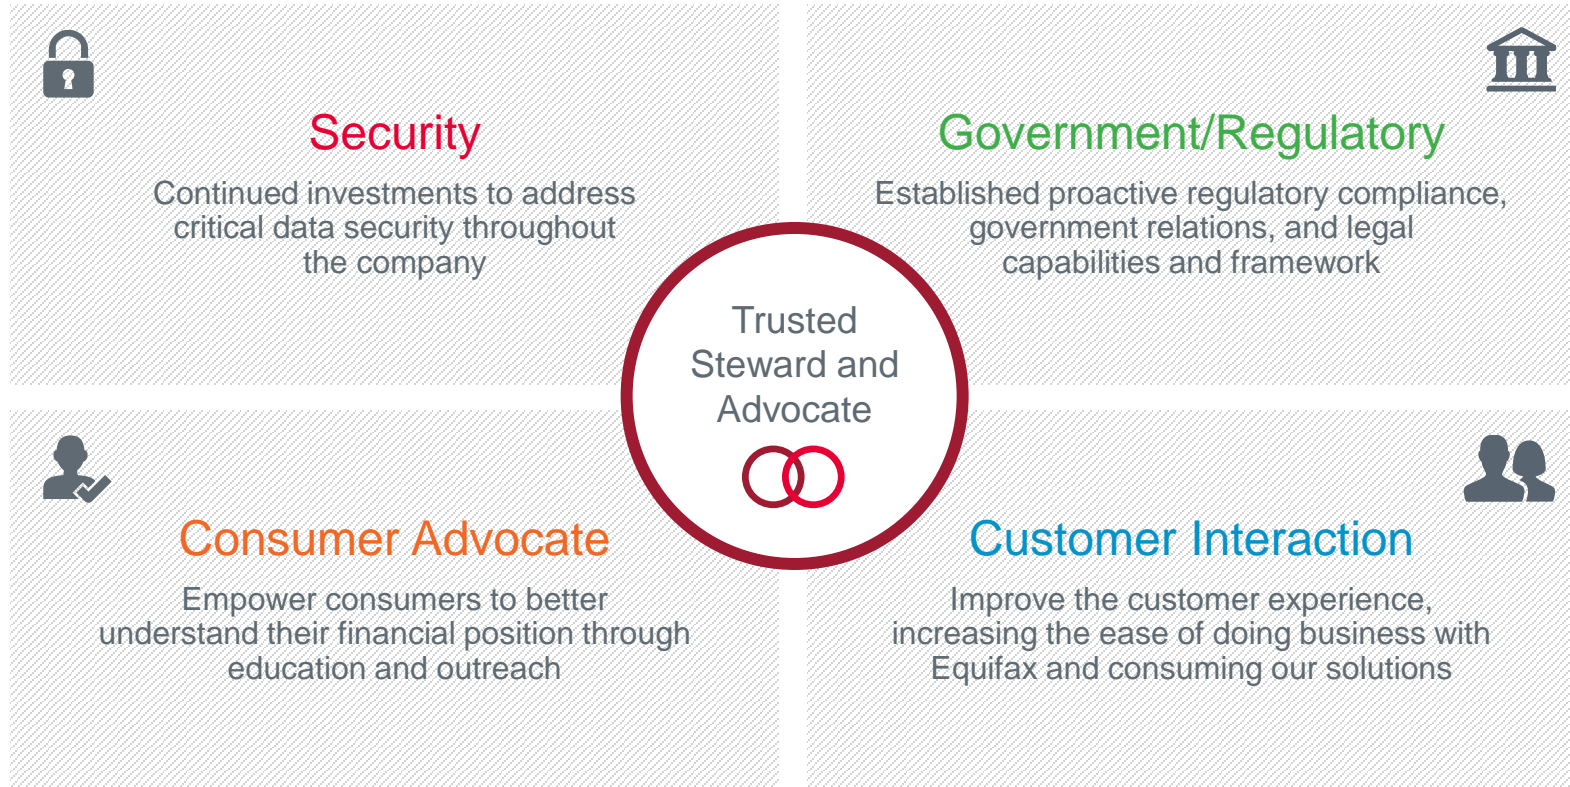 Security
Continued investments to address
critical data security throughout
the company
Government/Regulatory
Established proactive regulatory compliance,
government relations, and legal
capabilities and framework
Trusted
Steward and
Advocate
Consumer Advocate
Empower consumers to better
understand their financial position through
education and outreach
Customer Interaction
Improve the customer experience,
increasing the ease of doing business with
Equifax and consuming our solutions